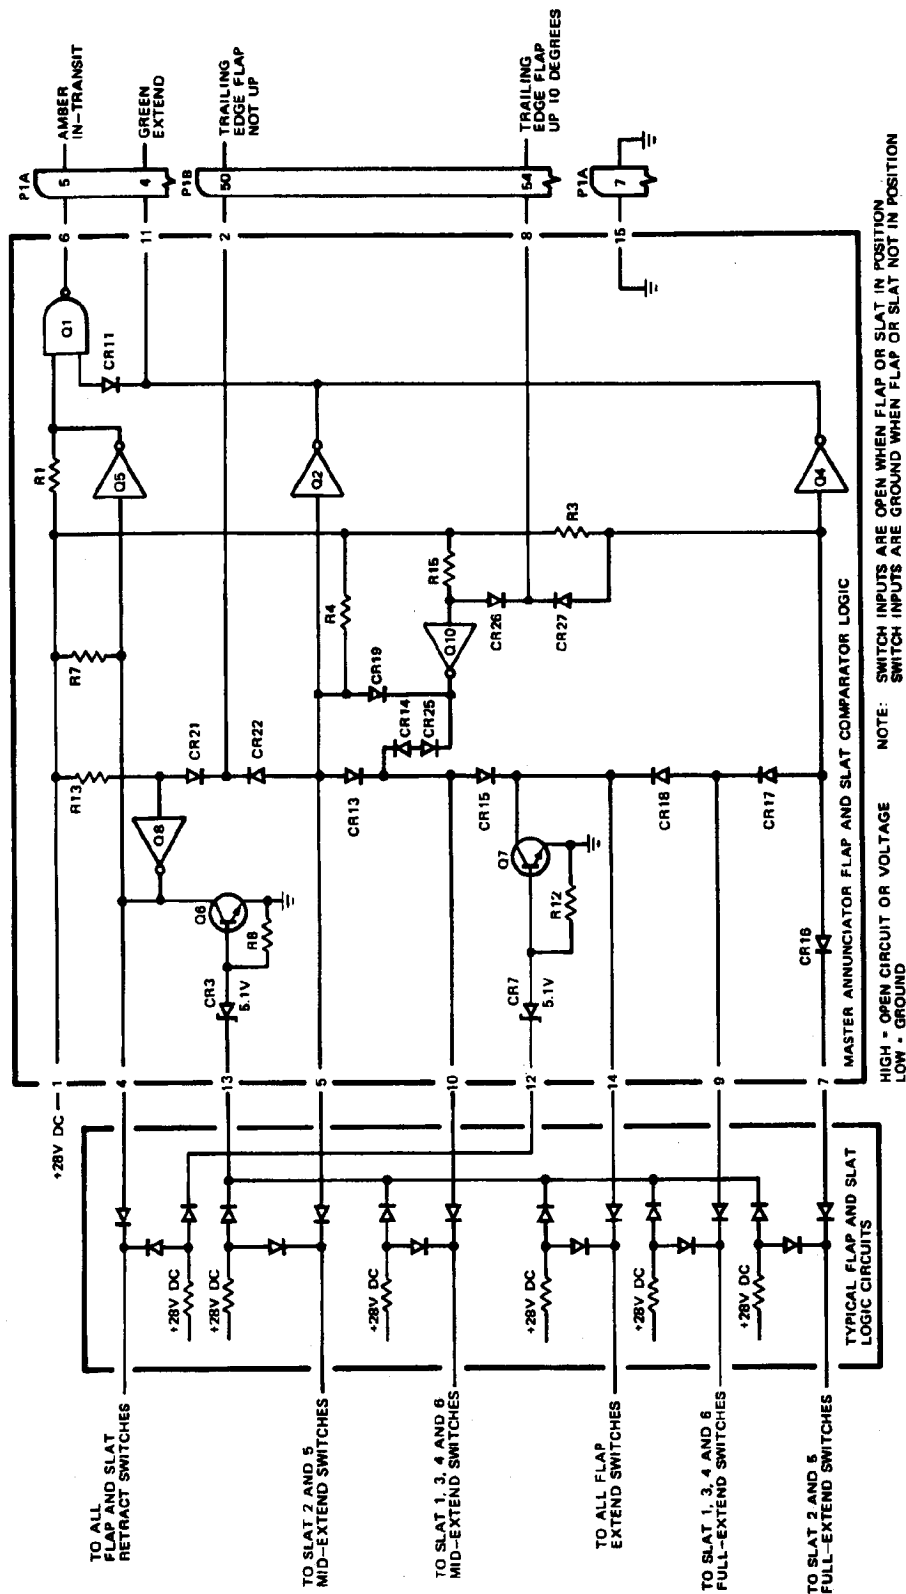 TO ALL
FLAP AND SLAT
RETRACT SWITCHES
TO SLAT 2 AND 5
MID-EXTEND SWITCHES
TO SLAT 1, 3, 4 AND 6
MID-EXTEND SWITCHES
TO ALL FLAP
EXTEND SWITCHES
TO SLAT 1, 3, 4 AND 6
FULL-EXTEND SWITCHES
TO SLAT 2 AND 5
FULL-EXTEND SWITCHES
+28V DC
+28V DC
+28V DC
+28V DC
+28V DC
+28V DC
TYPICAL FLAP AND SLAT
LOGIC CIRCUITS
+28V DC
1
4
13
5
10
12
14
9
7
CR3
5.1V
Q6
R8
Q8
R13
R7
CR21
CR22
CR13
CR14
CR25
CR19
CR15
CR7
5.1V
Q7
R12
CR18
CR17
CR16
R4
Q10
R15
CR26
CR27
R3
R1
Q5
Q2
Q4
Q1
CR11
6
11
2
8
15
P1A
5
4
P1B
50
54
P1A
7
AMBER
IN-TRANSIT
GREEN
EXTEND
TRAILING
EDGE FLAP
NOT UP
TRAILING
EDGE FLAP
UP 10 DEGREES
MASTER ANNUNCIATOR FLAP AND SLAT COMPARATOR LOGIC
HIGH = OPEN CIRCUIT OR VOLTAGE
LOW = GROUND
NOTE: SWITCH INPUTS ARE OPEN WHEN FLAP OR SLAT IN POSITION
SWITCH INPUTS ARE GROUND WHEN FLAP OR SLAT NOT IN POSITION